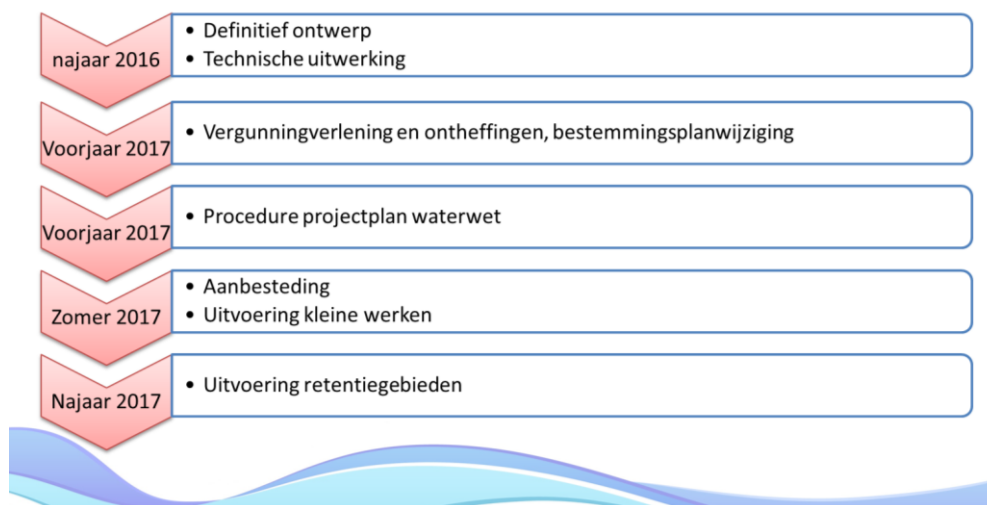 najaar 2016
• Definitief ontwerp
• Technische uitwerking
Voorjaar 2017
• Vergunningverlening en ontheffingen, bestemmingsplanwijziging
Voorjaar 2017
• Procedure projectplan waterwet
Zomer 2017
• Aanbesteding
• Uitvoering kleine werken
Najaar 2017
• Uitvoering retentiegebieden